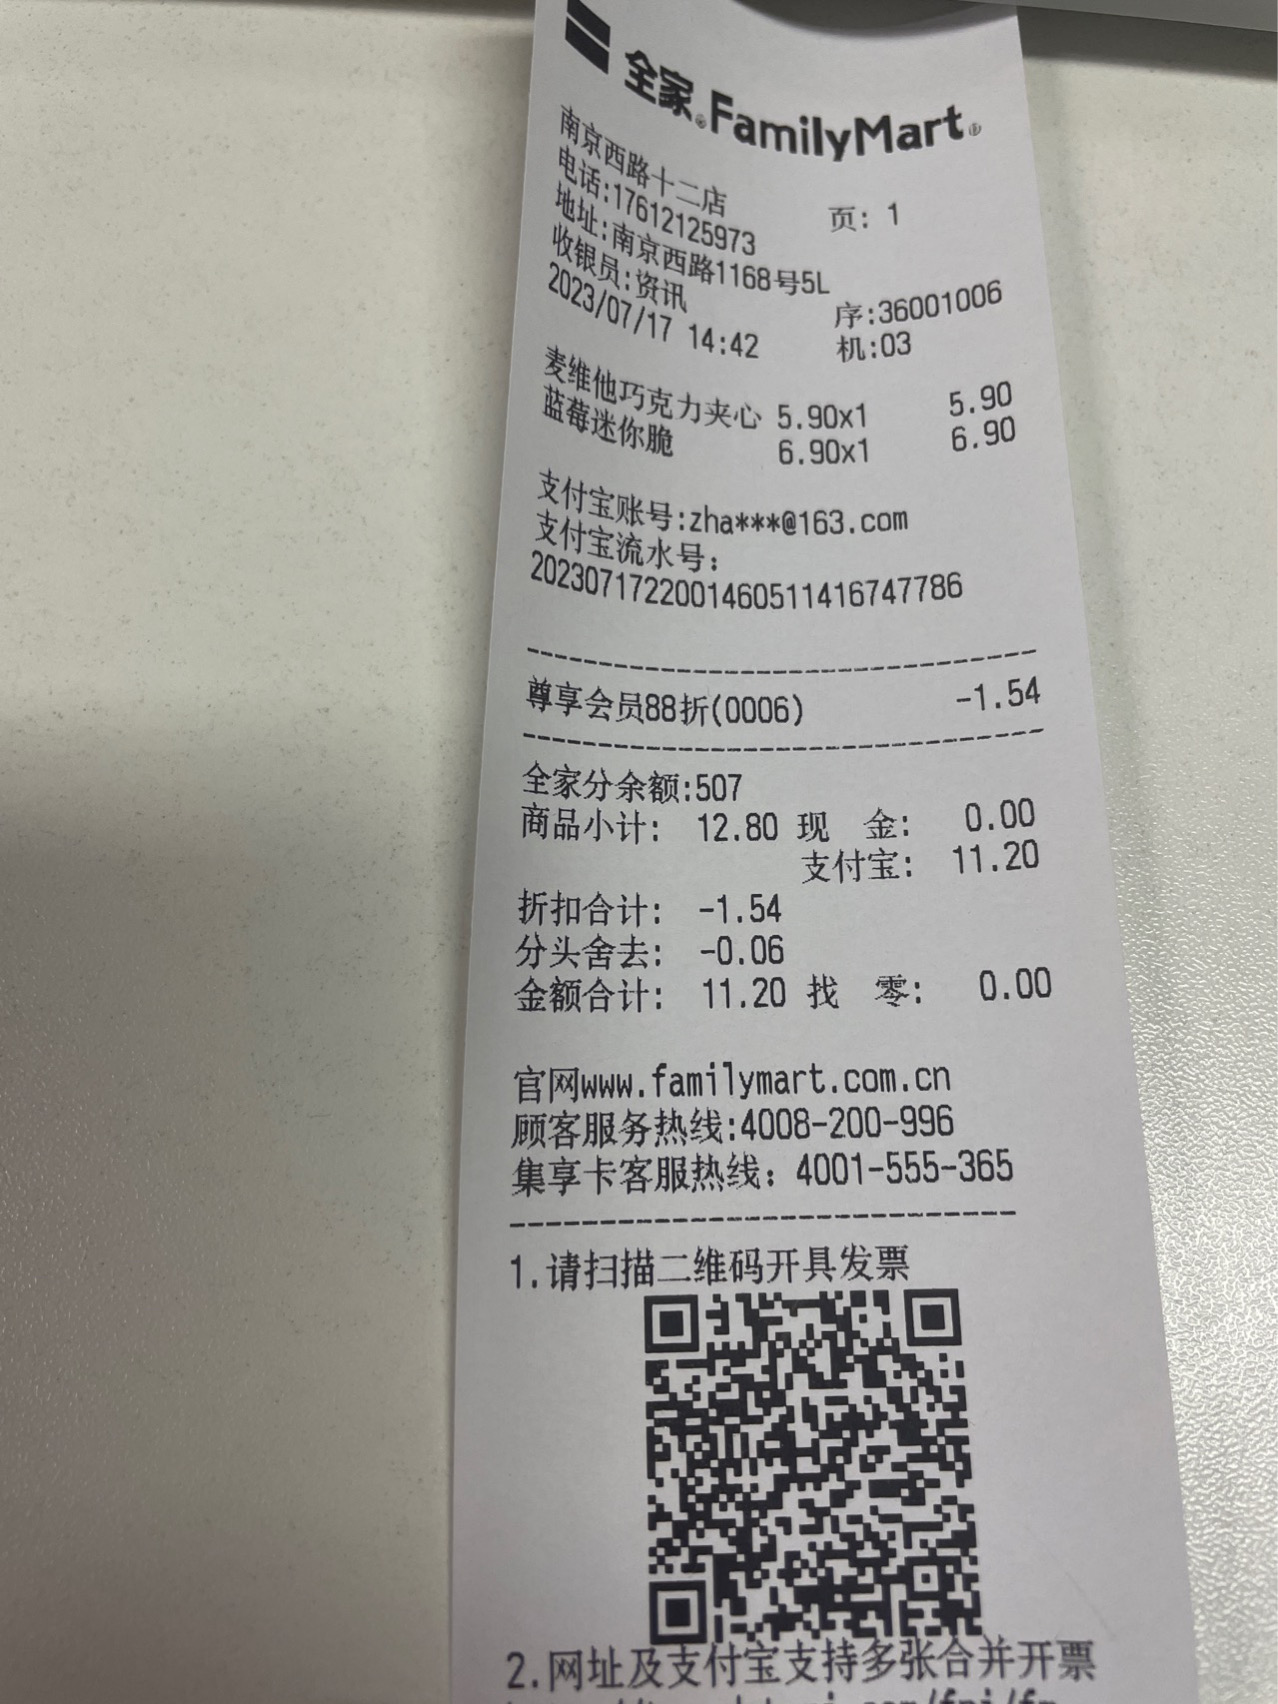 全家®FamilyMart®
南京西路十二店
电话:17612125973 页: 1
地址:南京西路1168号5L
收银员:资讯 序:36001006
2023/07/17 14:42 机:03
麦维他巧克力夹心 5.90x1 5.90
蓝莓迷你脆 6.90x1 6.90
支付宝账号:zha***@163.com
支付宝流水号:
2023071722001460511416747786
尊享会员88折(0006) -1.54
全家分余额:507
商品小计: 12.80 现 金: 0.00
支付宝: 11.20
折扣合计: -1.54
分头舍去: -0.06
金额合计: 11.20 找 零: 0.00
官网www.familymart.com.cn
顾客服务热线:4008-200-996
集享卡客服热线: 4001-555-365
1.请扫描二维码开具发票
2.网址及支付宝支持多张合并开票